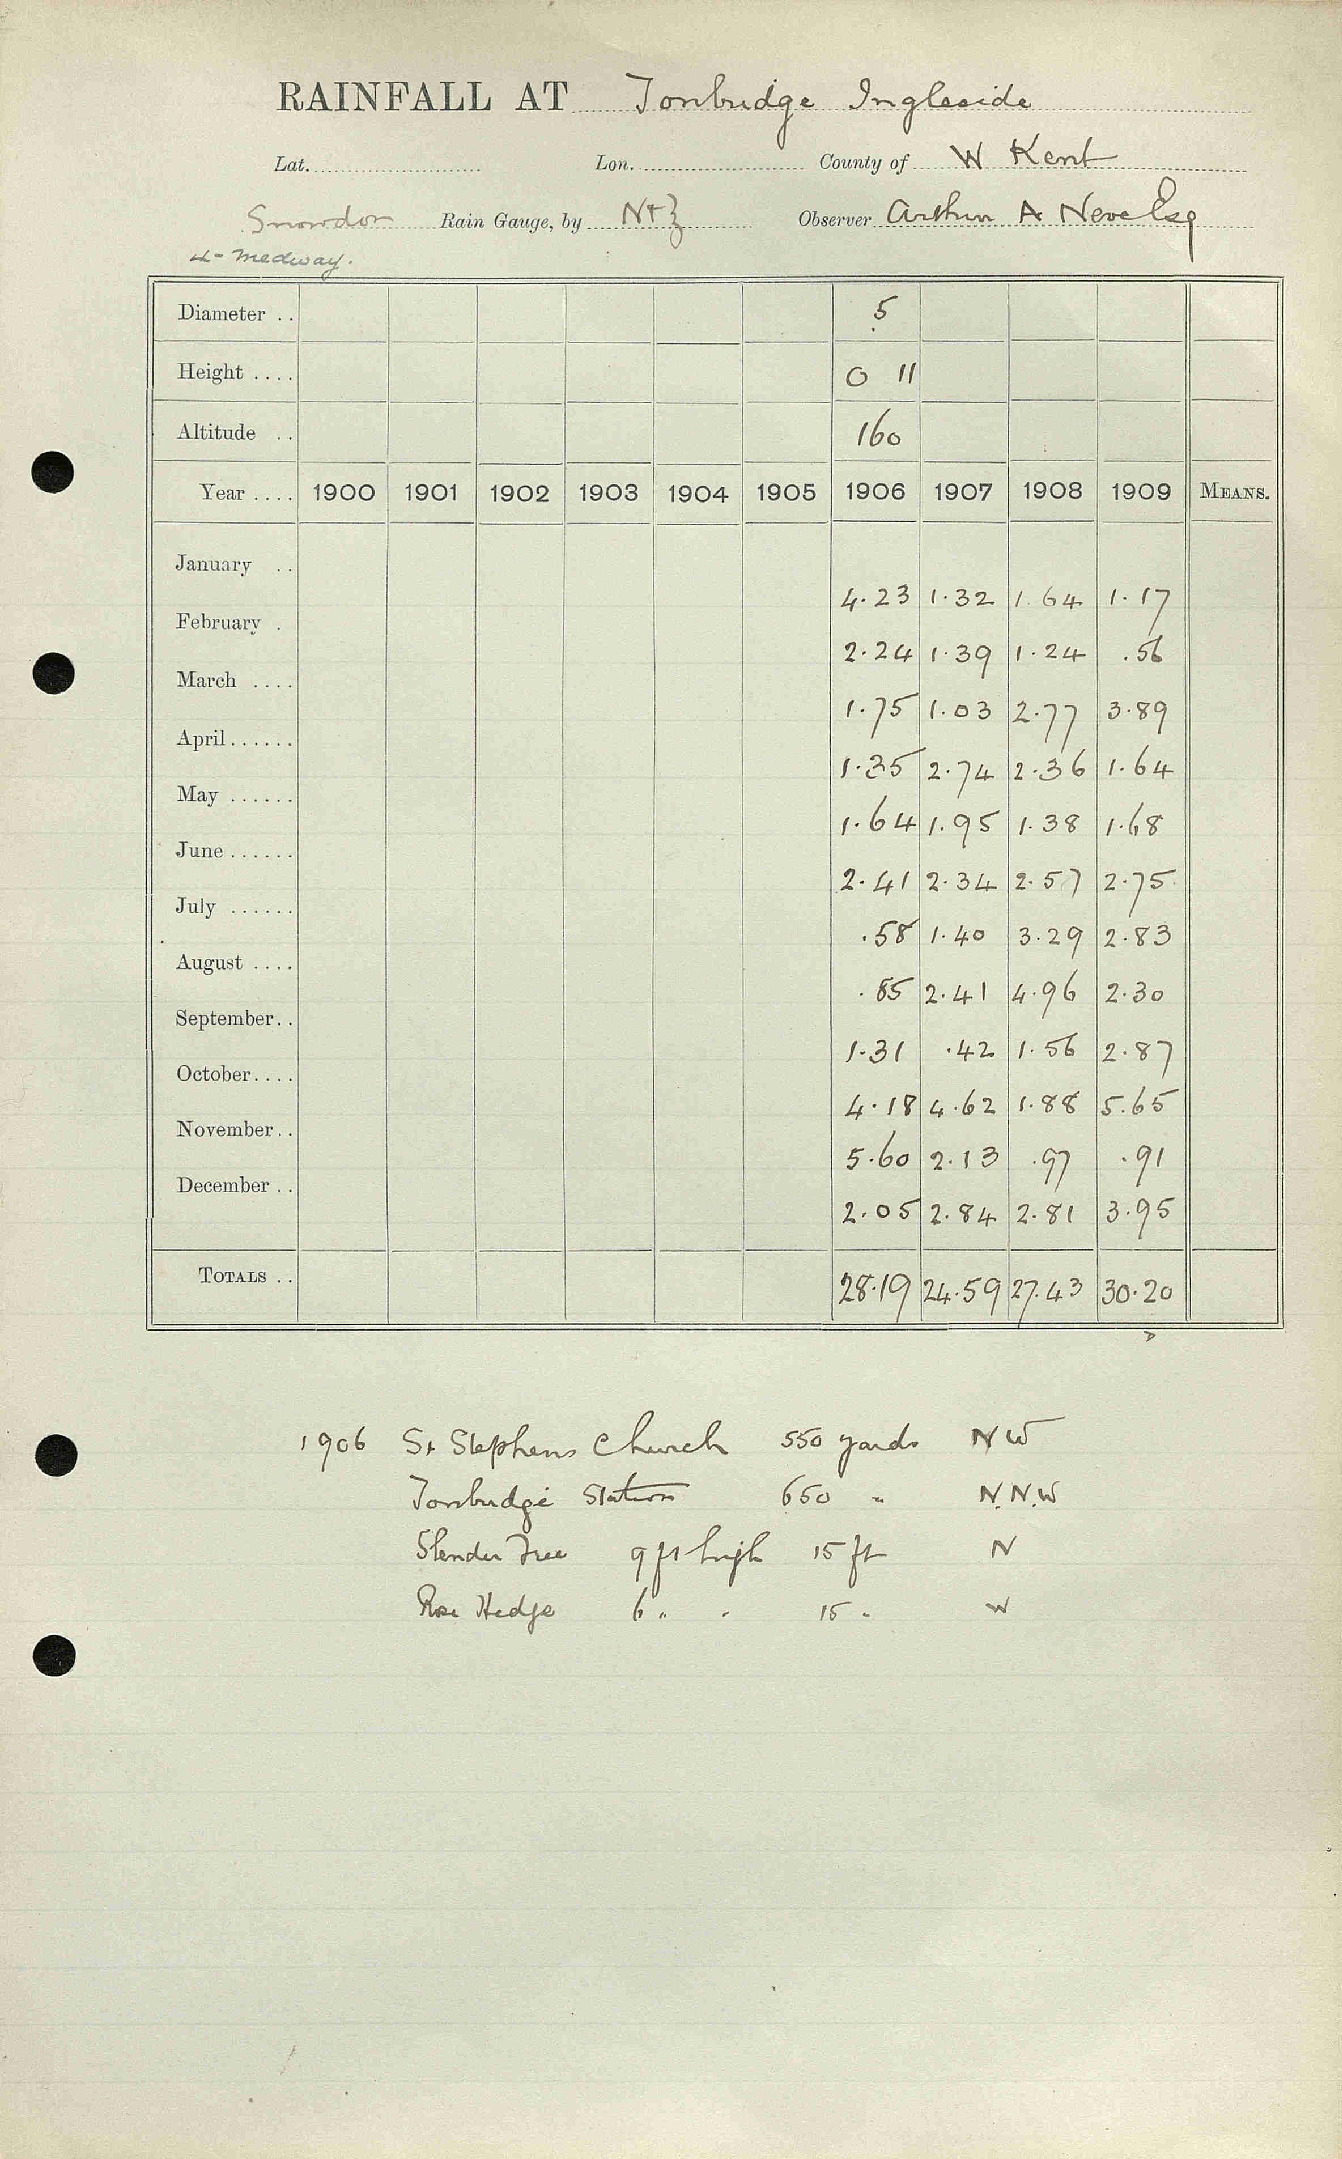 RAINFALL AT Tonbridge Ingleside
Lat. Lon. County of W Kent
Snowdon Rain Gauge, by N+Z Observer Arthur A Neve Esq
4 - Medway.
Diameter .. 5
Height .... 0 11
Altitude .. 160
Year .... 1900 1901 1902 1903 1904 1905 1906 1907 1908 1909 MEANS.
January .. 4.23 1.32 1.64 1.17
February . 2.24 1.39 1.24 .56
March .... 1.75 1.03 2.77 3.89
April...... 1.35 2.74 2.36 1.64
May ...... 1.64 1.95 1.38 1.68
June ...... 2.41 2.34 2.57 2.75
July ...... .58 1.40 3.29 2.83
August .... .85 2.41 4.96 2.30
September.. 1.31 .42 1.56 2.87
October.... 4.18 4.62 1.88 5.65
November.. 5.60 2.13 .97 .91
December .. 2.05 2.84 2.81 3.95
TOTALS .. 28.19 24.59 27.43 30.20
1906 St Stephens Church 550 yards NW
Tonbridge Station 650 " N.N.W
Slender Tree 9 ft high 15 ft N
Rose Hedge 6 " " 15 " W